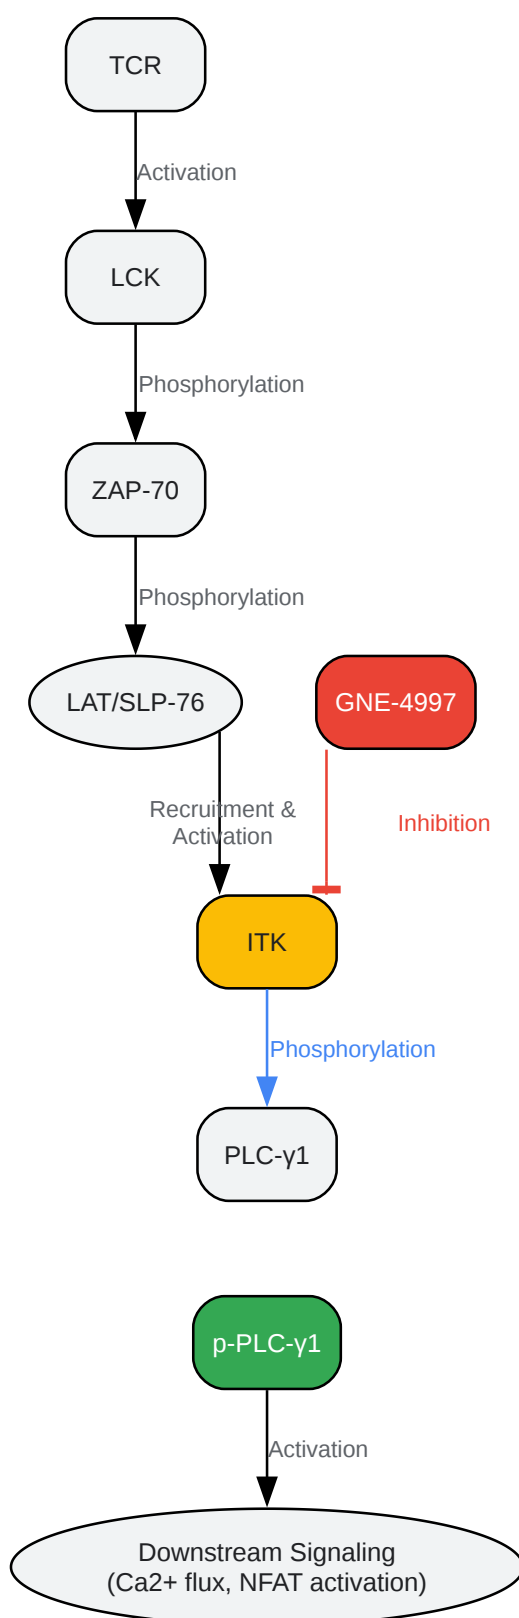 TCR
Activation
LCK
Phosphorylation
ZAP-70
Phosphorylation
LAT/SLP-76
GNE-4997
Recruitment &
Activation
Inhibition
ITK
Phosphorylation
PLC-γ1
p-PLC-γ1
Activation
Downstream Signaling
(Ca2+ flux, NFAT activation)